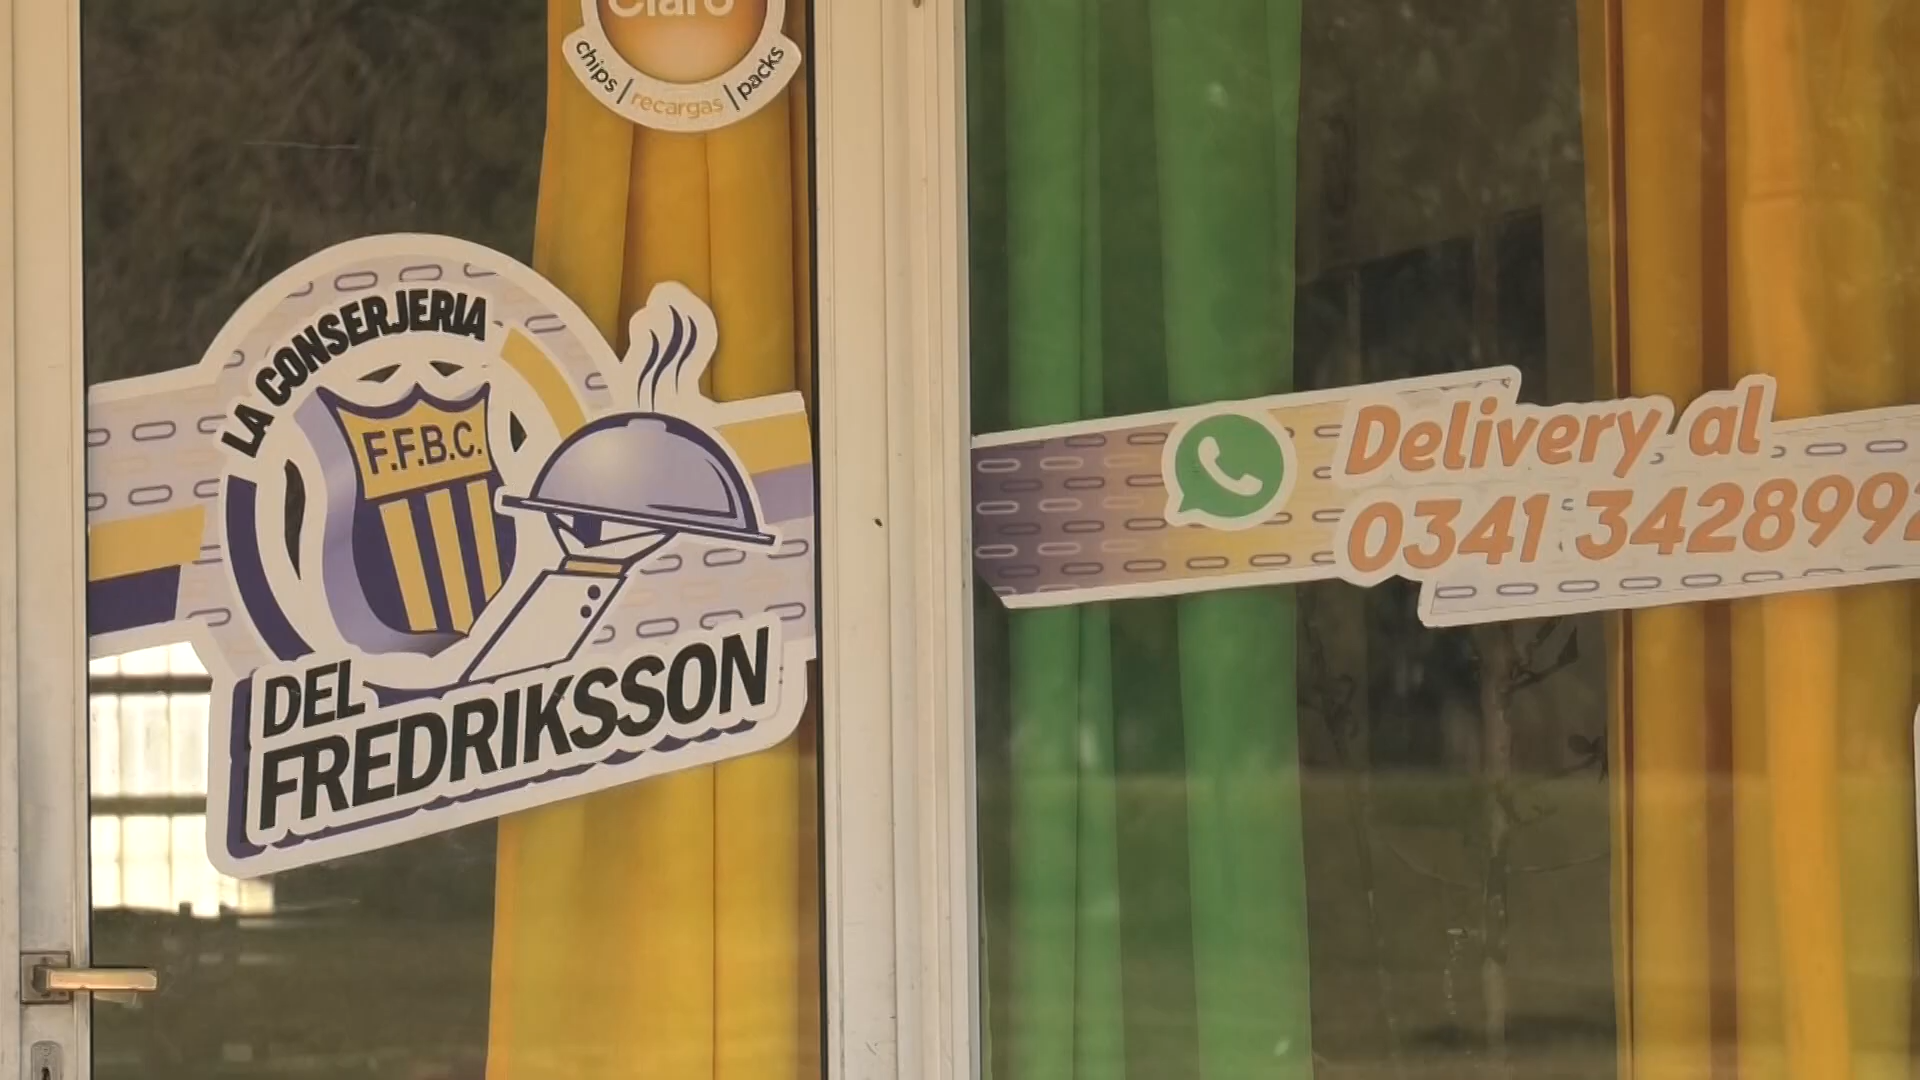 Claro
chips | recargas | packs
LA CONSERJERIA
F.F.B.C.
DEL
FREDRIKSSON
Delivery al
0341 3428992